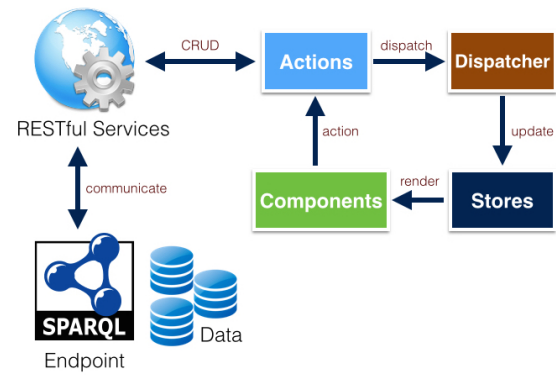 CRUD
Actions
dispatch
Dispatcher
RESTful Services
action
update
communicate
Components
render
Stores
SPARQL
Data
Endpoint